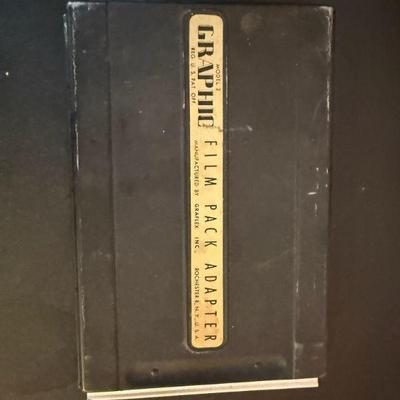 MODEL 2
GRAPHIC
REG. U.S. PAT. OFF.
FILM PACK ADAPTER
MANUFACTURED BY GRAFLEX INC. ROCHESTER 8, N.Y., U.S.A.